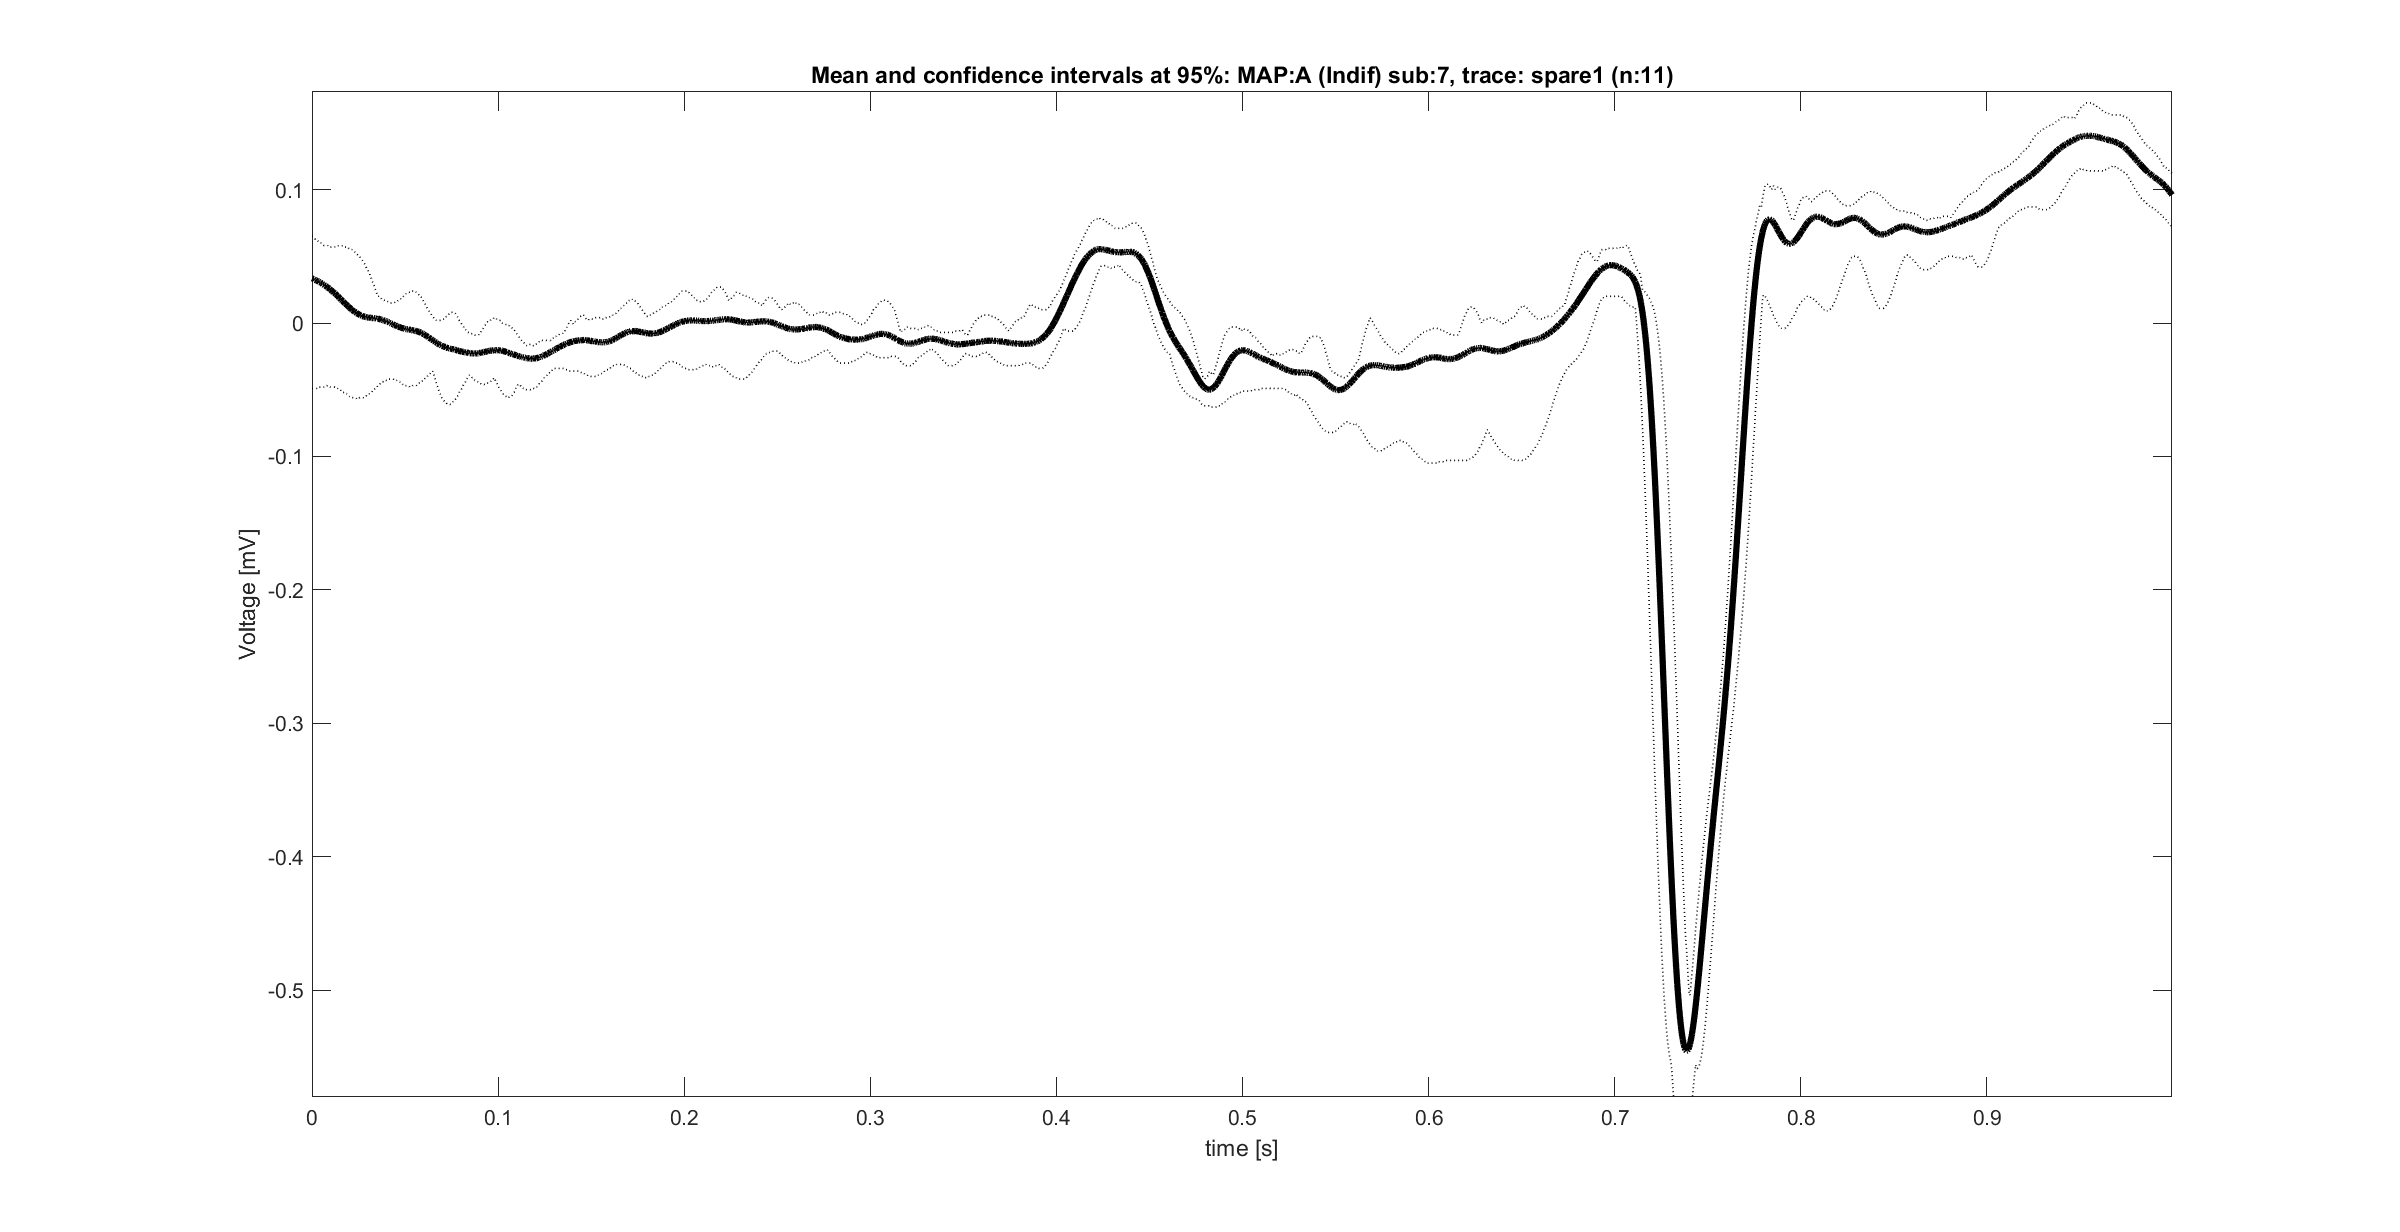 Mean and confidence intervals at 95%: MAP:A (Indif) sub:7, trace: spare1 (n:11)
0.1
0
-0.1
-0.2
-0.3
-0.4
-0.5
Voltage [mV]
0 0.1 0.2 0.3 0.4 0.5 0.6 0.7 0.8 0.9
time [s]